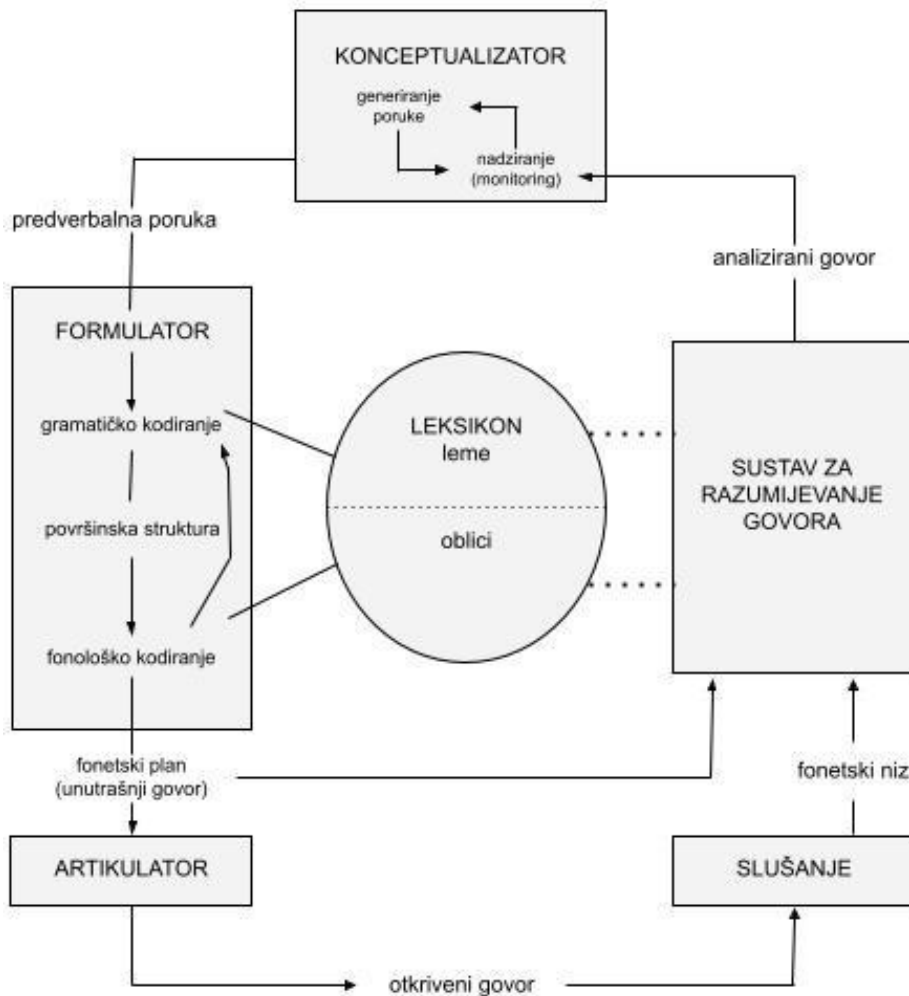 KONCEPTUALIZATOR
generiranje
poruke
nadziranje
(monitoring)
predverbalna poruka
analizirani govor
FORMULATOR
gramatičko kodiranje
površinska struktura
fonološko kodiranje
LEKSIKON
leme
oblici
SUSTAV ZA
RAZUMIJEVANJE
GOVORA
fonetski plan
(unutrašnji govor)
fonetski niz
ARTIKULATOR
SLUŠANJE
otkriveni govor